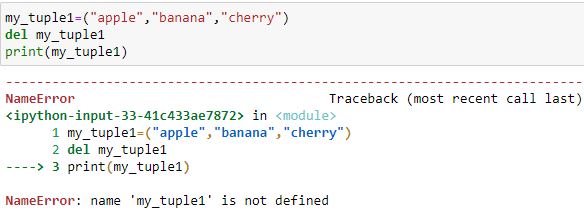 my_tuple1=("apple","banana","cherry")
del my_tuple1
print(my_tuple1)
---------------------------------------------------------------------------
NameError                                 Traceback (most recent call last)
<ipython-input-33-41c433ae7872> in <module>
      1 my_tuple1=("apple","banana","cherry")
      2 del my_tuple1
----> 3 print(my_tuple1)
NameError: name 'my_tuple1' is not defined